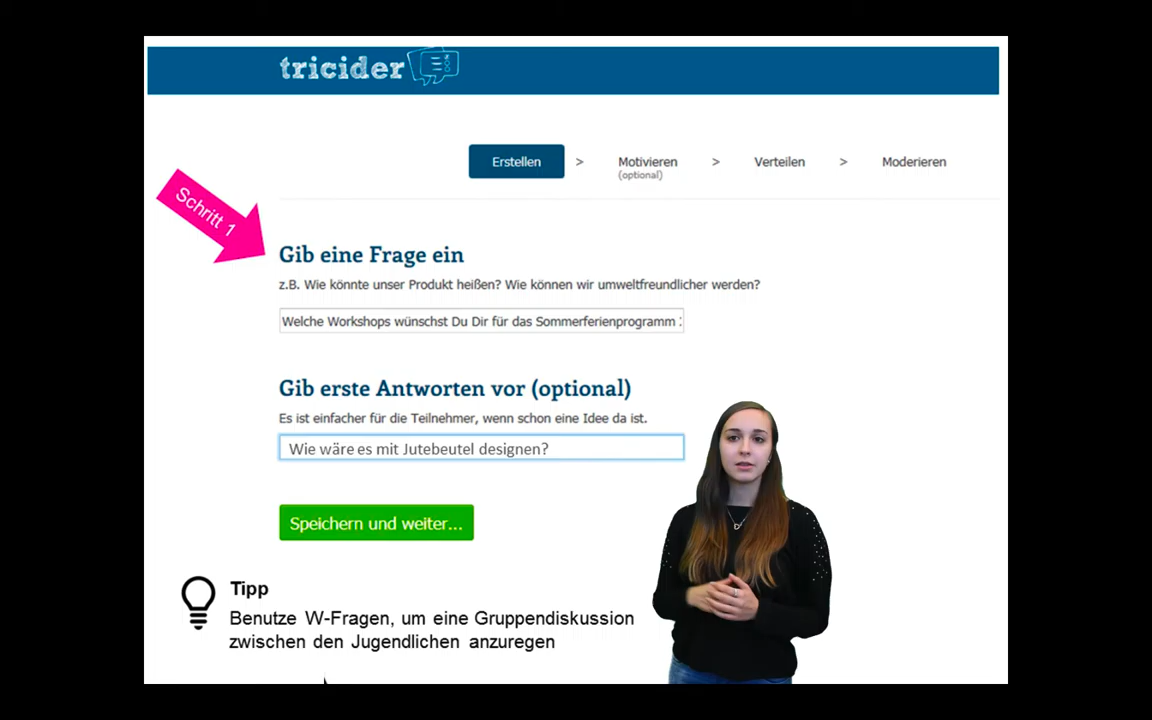 tricider
Erstellen > Motivieren > Verteilen > Moderieren
(optional)
Schritt 1
Gib eine Frage ein
z.B. Wie könnte unser Produkt heißen? Wie können wir umweltfreundlicher werden?
Welche Workshops wünschst Du Dir für das Sommerferienprogramm
Gib erste Antworten vor (optional)
Es ist einfacher für die Teilnehmer, wenn schon eine Idee da ist.
Wie wäre es mit Jutebeutel designen?
Speichern und weiter...
Tipp
Benutze W-Fragen, um eine Gruppendiskussion
zwischen den Jugendlichen anzuregen